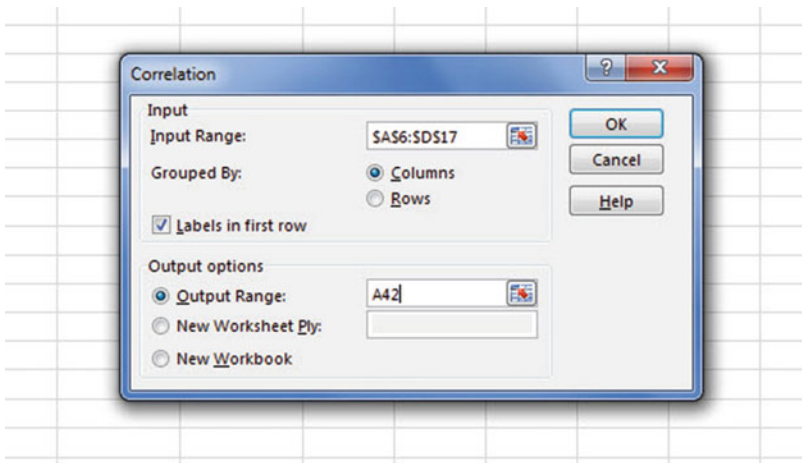 Correlation
?
X
Input
Input Range: $A$6:$D$17
OK
Grouped By: Columns
Cancel
Rows
Help
Labels in first row
Output options
Output Range: A42
New Worksheet Ply:
New Workbook